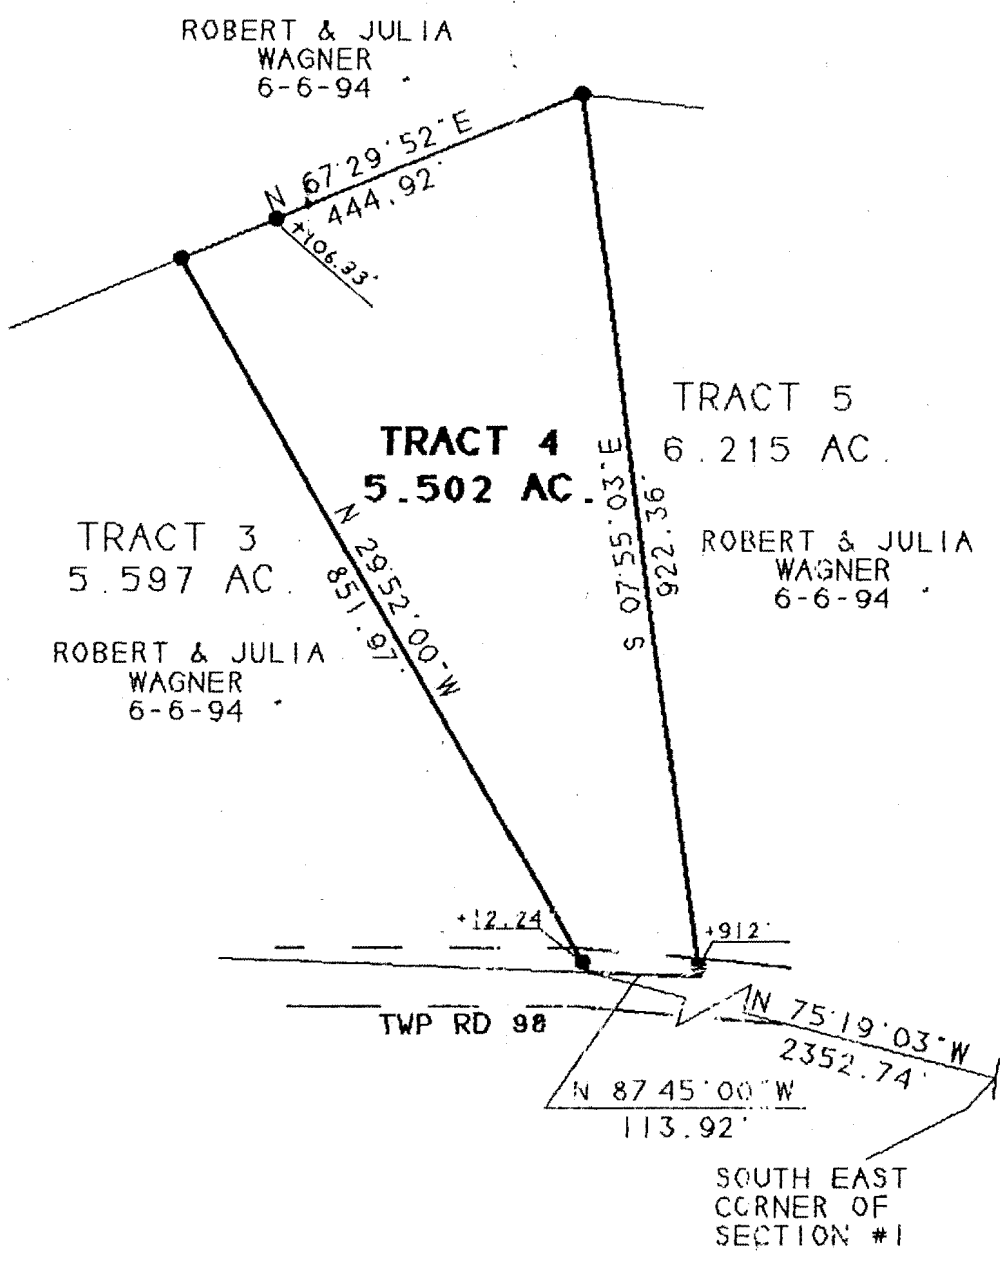 ROBERT & JULIA
WAGNER
6-6-94
N 67°29'52"E
444.92'
+106.33'
TRACT 4
5.502 AC.
TRACT 5
6.215 AC.
ROBERT & JULIA
WAGNER
6-6-94
S 07°55'03"E
922.36'
N 29°52'00"W
851.97'
TRACT 3
5.597 AC.
ROBERT & JULIA
WAGNER
6-6-94
+12.24
+912'
TWP RD 98
N 75°19'03"W
2352.74'
N 87 45'00"W
113.92'
SOUTH EAST
CORNER OF
SECTION #1